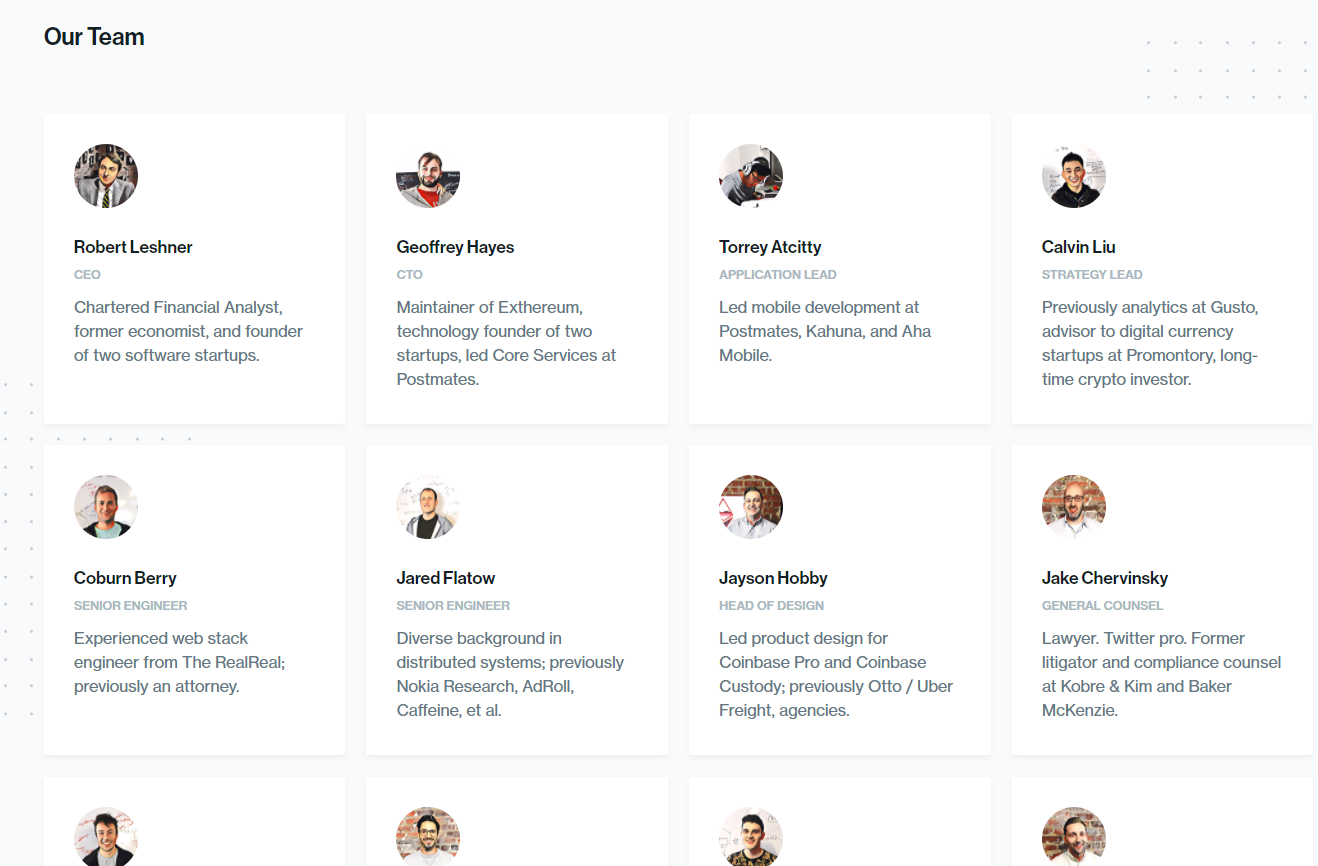 Our Team
Robert Leshner
CEO
Chartered Financial Analyst,
former economist, and founder
of two software startups.
Geoffrey Hayes
CTO
Maintainer of Exthereum,
technology founder of two
startups, led Core Services at
Postmates.
Torrey Atcitty
APPLICATION LEAD
Led mobile development at
Postmates, Kahuna, and Aha
Mobile.
Calvin Liu
STRATEGY LEAD
Previously analytics at Gusto,
advisor to digital currency
startups at Promontory, long-
time crypto investor.
Coburn Berry
SENIOR ENGINEER
Experienced web stack
engineer from The RealReal;
previously an attorney.
Jared Flatow
SENIOR ENGINEER
Diverse background in
distributed systems; previously
Nokia Research, AdRoll,
Caffeine, et al.
Jayson Hobby
HEAD OF DESIGN
Led product design for
Coinbase Pro and Coinbase
Custody; previously Otto / Uber
Freight, agencies.
Jake Chervinsky
GENERAL COUNSEL
Lawyer. Twitter pro. Former
litigator and compliance counsel
at Kobre & Kim and Baker
McKenzie.